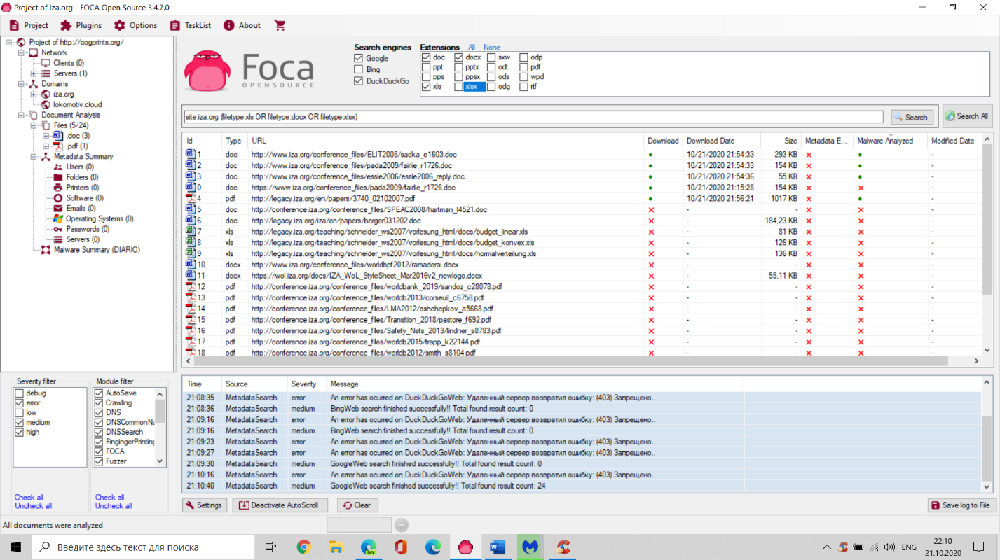 Project of iza.org - FOCA Open Source 3.4.7.0
Project Plugins Options TaskList About
Project of http://cogprints.org/
Network
Clients (0)
Servers (1)
Domains
iza.org
lokomotiv.cloud
Document Analysis
Files (5/24)
.doc (3)
.pdf (1)
Metadata Summary
Users (0)
Folders (0)
Printers (0)
Software (0)
Emails (0)
Operating Systems (0)
Passwords (0)
Servers (0)
Malware Summary (DIARIO)
Foca
OPENSOURCE
Search engines
Google
Bing
DuckDuckGo
Extensions All None
doc docx sxw odp
ppt pptx odt pdf
pps ppsx ods wpd
xls xlsx odg rtf
site:iza.org (filetype:xls OR filetype:docx OR filetype:xlsx)
Search
Search All
Id Type URL Download Download Date Size Metadata E... Malware Analyzed Modified Date
1 doc http://www.iza.org/conference_files/ELIT2008/sadka_e1603.doc 10/21/2020 21:54:33 293 KB -
2 doc http://www.iza.org/conference_files/pada2009/fairlie_r1726.doc 10/21/2020 21:54:33 154 KB -
3 doc http://www.iza.org/conference_files/essle2006/essle2006_reply.doc 10/21/2020 21:54:36 55 KB -
0 doc https://www.iza.org/conference_files/pada2009/fairlie_r1726.doc 10/21/2020 21:15:28 154 KB -
4 pdf http://legacy.iza.org/en/papers/3740_02102007.pdf 10/21/2020 21:56:21 1017 KB -
5 doc http://conference.iza.org/conference_files/SPEAC2008/hartman_l4521.doc - - -
6 doc http://legacy.iza.org/iza/en/papers/berger031202.doc - 184,23 KB -
7 xls http://legacy.iza.org/teaching/schneider_ws2007/vorlesung_html/docs/budget_linear.xls - 81 KB -
8 xls http://legacy.iza.org/teaching/schneider_ws2007/vorlesung_html/docs/budget_konvex.xls - 126 KB -
9 xls http://legacy.iza.org/teaching/schneider_ws2007/vorlesung_html/docs/normalverteilung.xls - 136 KB -
10 docx http://www.iza.org/conference_files/worldbpf2012/ramadorai.docx - - -
11 docx https://wol.iza.org/docs/IZA_WoL_StyleSheet_Mar2016v2_newlogo.docx - 55,11 KB -
12 pdf http://conference.iza.org/conference_files/worldbank_2019/sandoz_c28078.pdf - - -
13 pdf http://conference.iza.org/conference_files/worldb2013/corseuil_c6758.pdf - - -
14 pdf http://conference.iza.org/conference_files/LMA2012/oshchepkov_a5668.pdf - - -
15 pdf http://conference.iza.org/conference_files/Transition_2018/pastore_f692.pdf - - -
16 pdf http://conference.iza.org/conference_files/Safety_Nets_2013/lindner_s8783.pdf - - -
17 pdf http://conference.iza.org/conference_files/worldb2015/trapp_k22144.pdf - - -
18 pdf http://conference.iza.org/conference_files/worldb2012/smith_s8104.pdf - - -
Severity filter
debug
error
low
medium
high
Check all
Uncheck all
Module filter
AutoSave
Crawling
DNS
DNSCommonNa
DNSSearch
FingingerPrinting
FOCA
Fuzzer
Check all
Uncheck all
Time Source Severity Message
21:08:35 MetadataSearch error An error has ocurred on DuckDuckGoWeb: Удаленный сервер возвратил ошибку: (403) Запрещено..
21:08:36 MetadataSearch medium BingWeb search finished successfully!! Total found result count: 0
21:09:16 MetadataSearch error An error has ocurred on DuckDuckGoWeb: Удаленный сервер возвратил ошибку: (403) Запрещено..
21:09:16 MetadataSearch medium BingWeb search finished successfully!! Total found result count: 0
21:09:23 MetadataSearch error An error has ocurred on DuckDuckGoWeb: Удаленный сервер возвратил ошибку: (403) Запрещено..
21:09:27 MetadataSearch error An error has ocurred on DuckDuckGoWeb: Удаленный сервер возвратил ошибку: (403) Запрещено..
21:09:30 MetadataSearch medium GoogleWeb search finished successfully!! Total found result count: 0
21:10:16 MetadataSearch error An error has ocurred on DuckDuckGoWeb: Удаленный сервер возвратил ошибку: (403) Запрещено..
21:10:40 MetadataSearch medium GoogleWeb search finished successfully!! Total found result count: 24
Settings Deactivate AutoScroll Clear Save log to File
All documents were analyzed
Введите здесь текст для поиска
DEV
ENG
22:10
21.10.2020